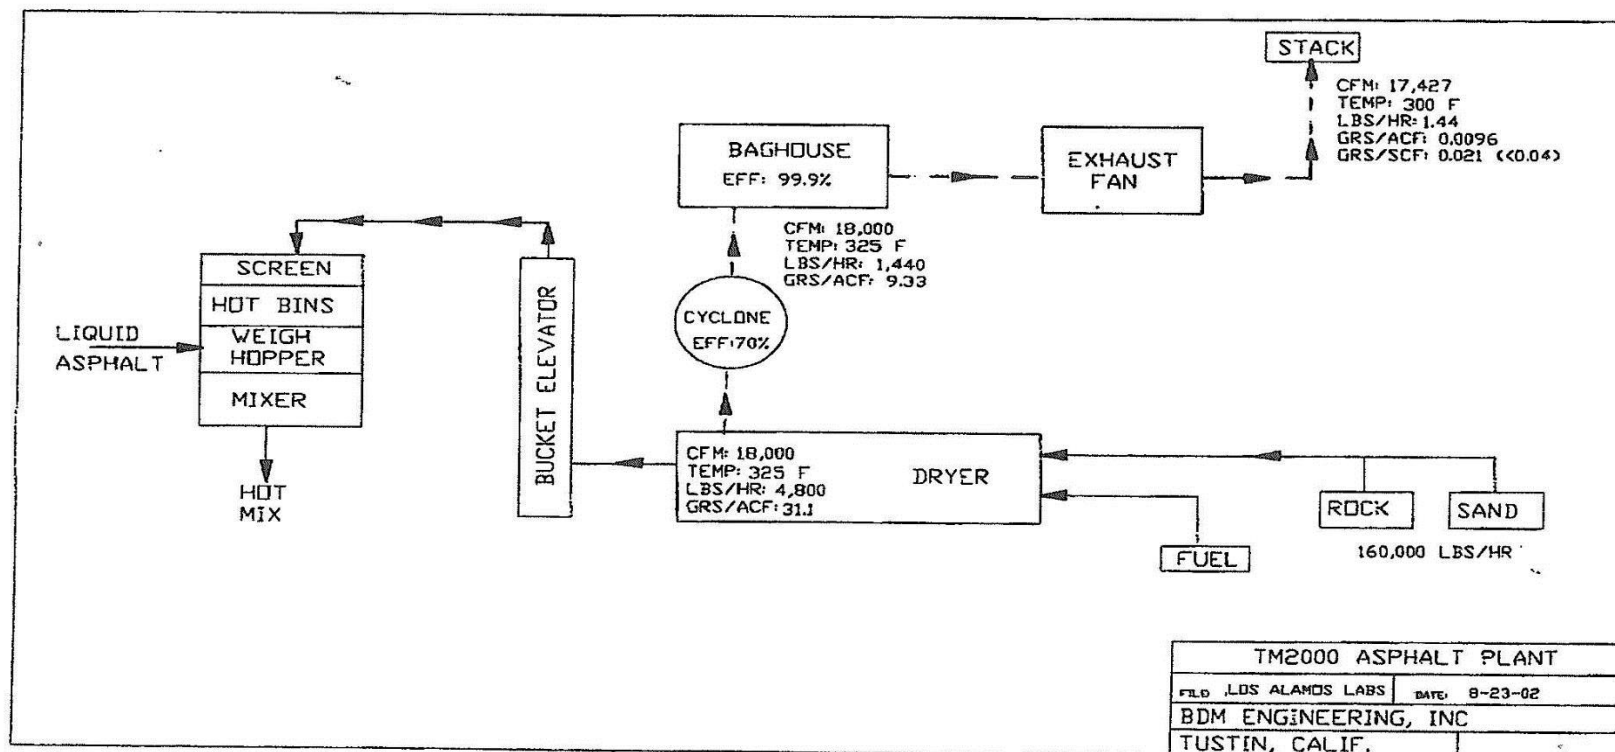 STACK
CFM: 17,427
TEMP: 300 F
LBS/HR: 1.44
GRS/ACF: 0.0096
GRS/SCF: 0.021 (<0.04)
BAGHOUSE
EFF: 99.9%
EXHAUST
FAN
CFM: 18,000
TEMP: 325 F
LBS/HR: 1,440
GRS/ACF: 9.33
SCREEN
HOT BINS
WEIGH
HOPPER
MIXER
LIQUID
ASPHALT
HOT
MIX
BUCKET ELEVATOR
CYCLONE
EFF:70%
CFM: 18,000
TEMP: 325 F
LBS/HR: 4,800
GRS/ACF: 31.1
DRYER
ROCK
SAND
160,000 LBS/HR
FUEL
TM2000 ASPHALT PLANT
LOS ALAMOS LABS
DATE: 8-23-02
BDM ENGINEERING, INC
TUSTIN, CALIF.